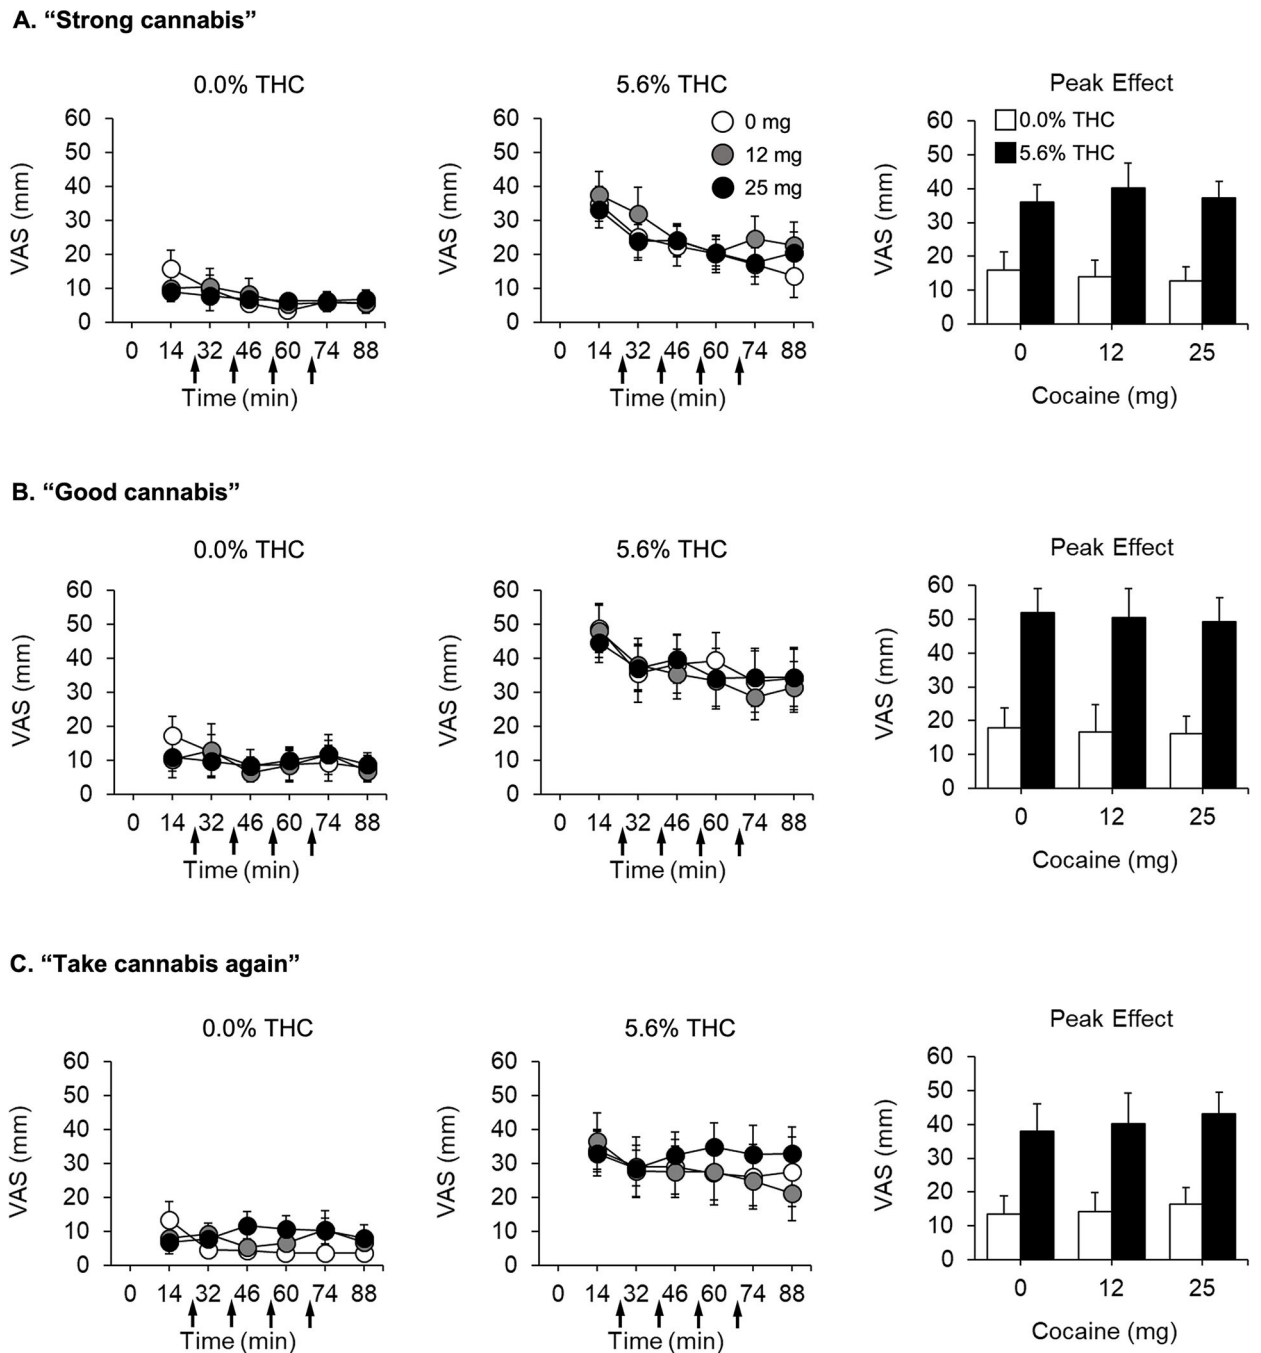 A. “Strong cannabis”
0.0% THC
VAS (mm)
60
50
40
30
20
10
0
0 14 32 46 60 74 88
Time (min)
5.6% THC
0 mg
12 mg
25 mg
VAS (mm)
60
50
40
30
20
10
0
0 14 32 46 60 74 88
Time (min)
Peak Effect
0.0% THC
5.6% THC
VAS (mm)
60
50
40
30
20
10
0
0 12 25
Cocaine (mg)
B. “Good cannabis”
0.0% THC
VAS (mm)
60
50
40
30
20
10
0
0 14 32 46 60 74 88
Time (min)
5.6% THC
VAS (mm)
60
50
40
30
20
10
0
0 14 32 46 60 74 88
Time (min)
Peak Effect
VAS (mm)
60
50
40
30
20
10
0
0 12 25
Cocaine (mg)
C. “Take cannabis again”
0.0% THC
VAS (mm)
60
50
40
30
20
10
0
0 14 32 46 60 74 88
Time (min)
5.6% THC
VAS (mm)
60
50
40
30
20
10
0
0 14 32 46 60 74 88
Time (min)
Peak Effect
VAS (mm)
60
50
40
30
20
10
0
0 12 25
Cocaine (mg)